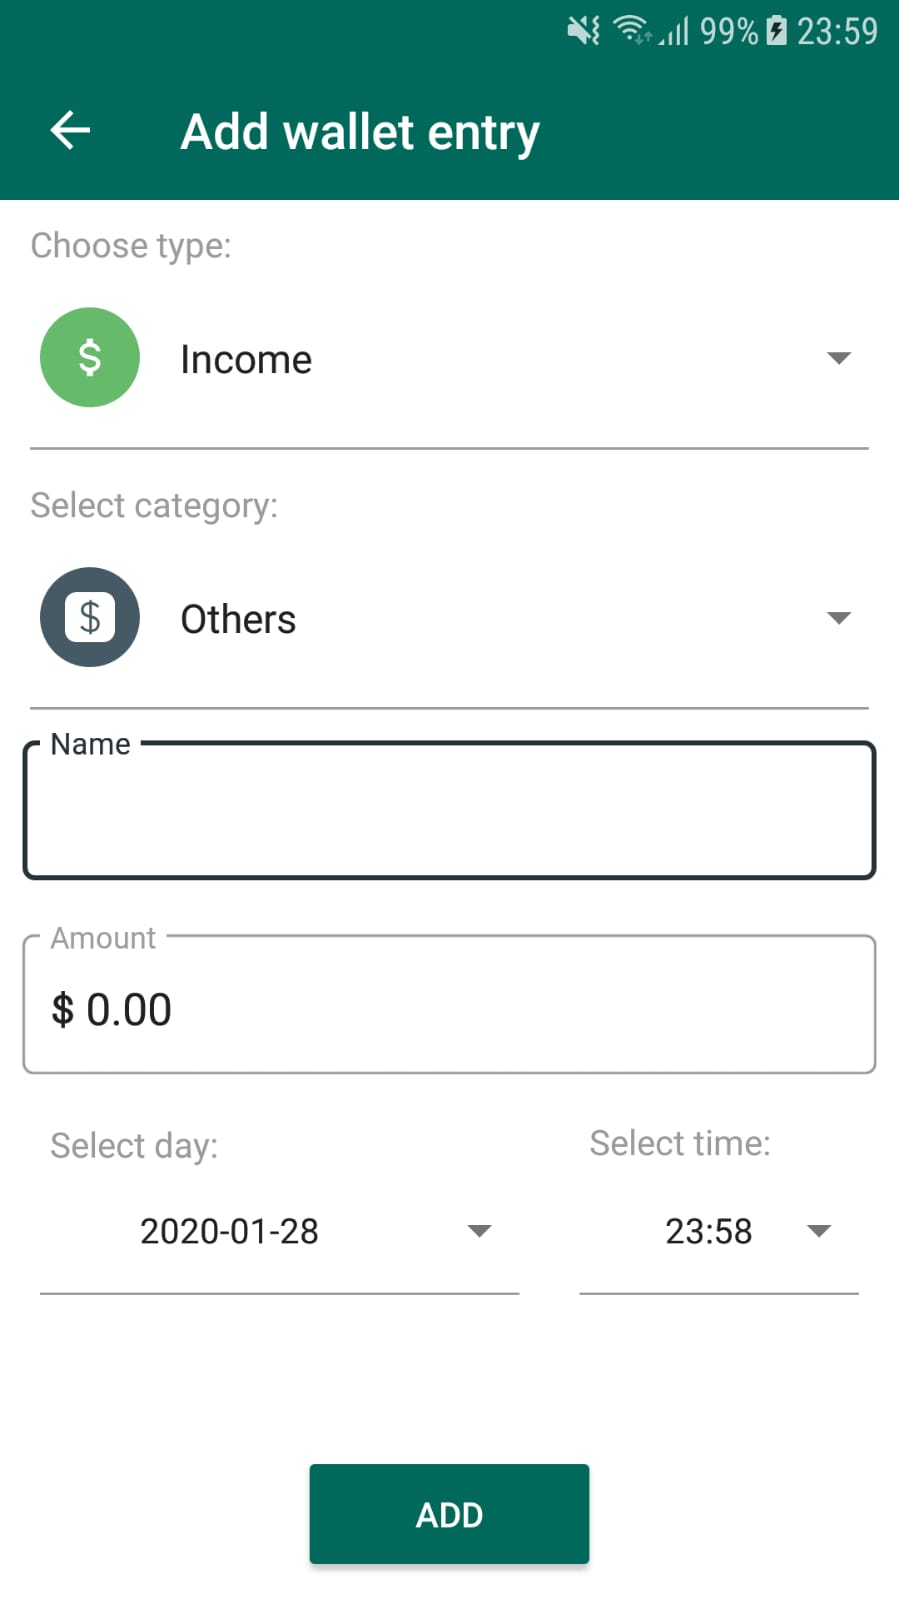 99% 23:59
Add wallet entry
Choose type:
$ Income
Select category:
$ Others
Name
Amount
$ 0.00
Select day: Select time:
2020-01-28 23:58
ADD